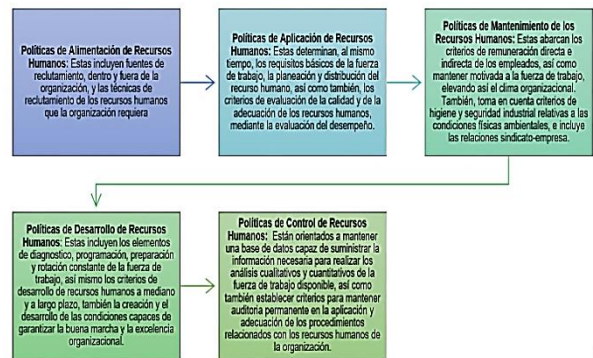 Políticas de Alimentación de Recursos
Humanos: Estas incluyen fuentes de
reclutamiento, dentro y fuera de la
organización, y las técnicas de
reclutamiento de los recursos humanos
que la organización requiera
Políticas de Aplicación de Recursos
Humanos: Estas determinan, al mismo
tiempo, los requisitos básicos de la fuerza
de trabajo, la planeación y distribución del
recurso humano, así como también, los
criterios de evaluación de la calidad y de la
adecuación de los recursos humanos,
mediante la evaluación del desempeño.
Políticas de Mantenimiento de los
Recursos Humanos: Estas abarcan los
criterios de remuneración directa e
indirecta de los empleados, así como
mantener motivada a la fuerza de trabajo,
elevando así el clima organizacional.
También, toma en cuenta criterios de
higiene y seguridad industrial relativas a las
condiciones físicas ambientales, e incluye
las relaciones sindicato-empresa.
Políticas de Desarrollo de Recursos
Humanos: Estas incluyen los elementos
de diagnostico, programación, preparación
y rotación constante de la fuerza de
trabajo, así mismo los criterios de
desarrollo de recursos humanos a mediano
y a largo plazo, también la creación y el
desarrollo de las condiciones capaces de
garantizar la buena marcha y la excelencia
organizacional.
Políticas de Control de Recursos
Humanos: Están orientados a mantener
una base de datos capaz de suministrar la
información necesaria para realizar los
análisis cualitativos y cuantitativos de la
fuerza de trabajo disponible, así como
también establecer criterios para mantener
auditoria permanente en la aplicación y
adecuación de los procedimientos
relacionados con los recursos humanos de
la organización.